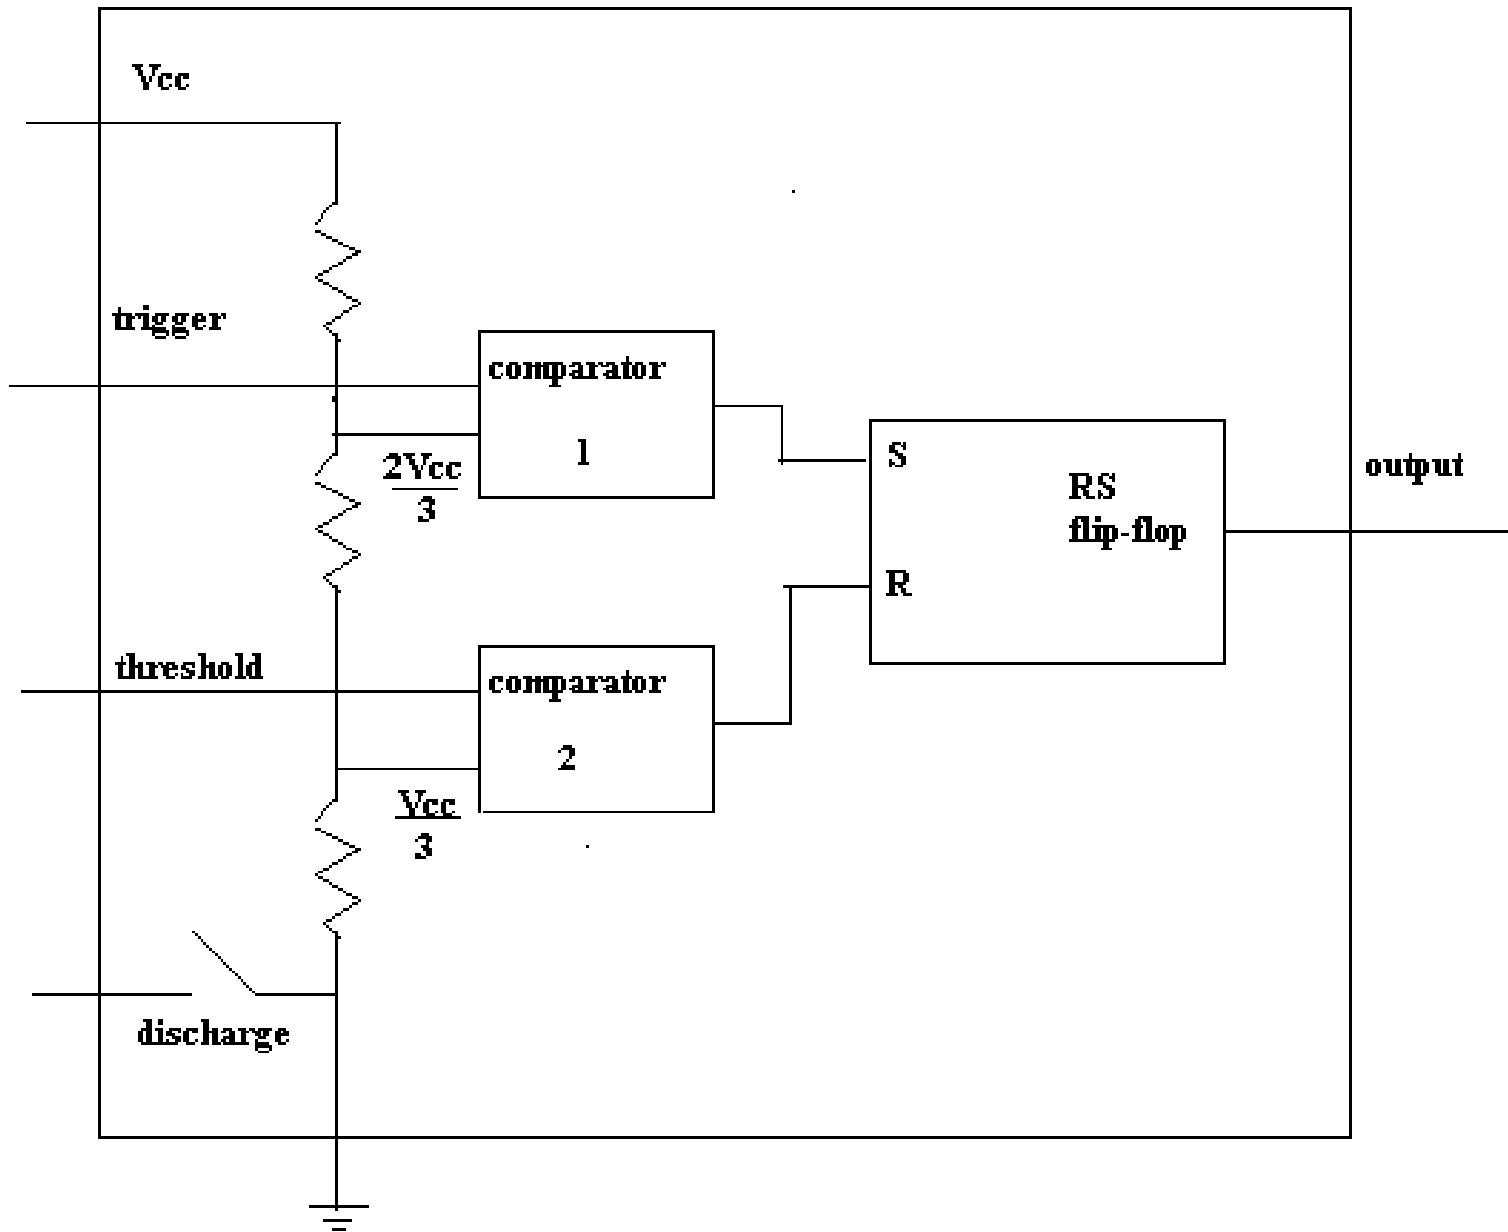 Vcc
trigger
comparator
1
2Vcc
3
S
RS
flip-flop
R
output
threshold
comparator
2
Vcc
3
discharge